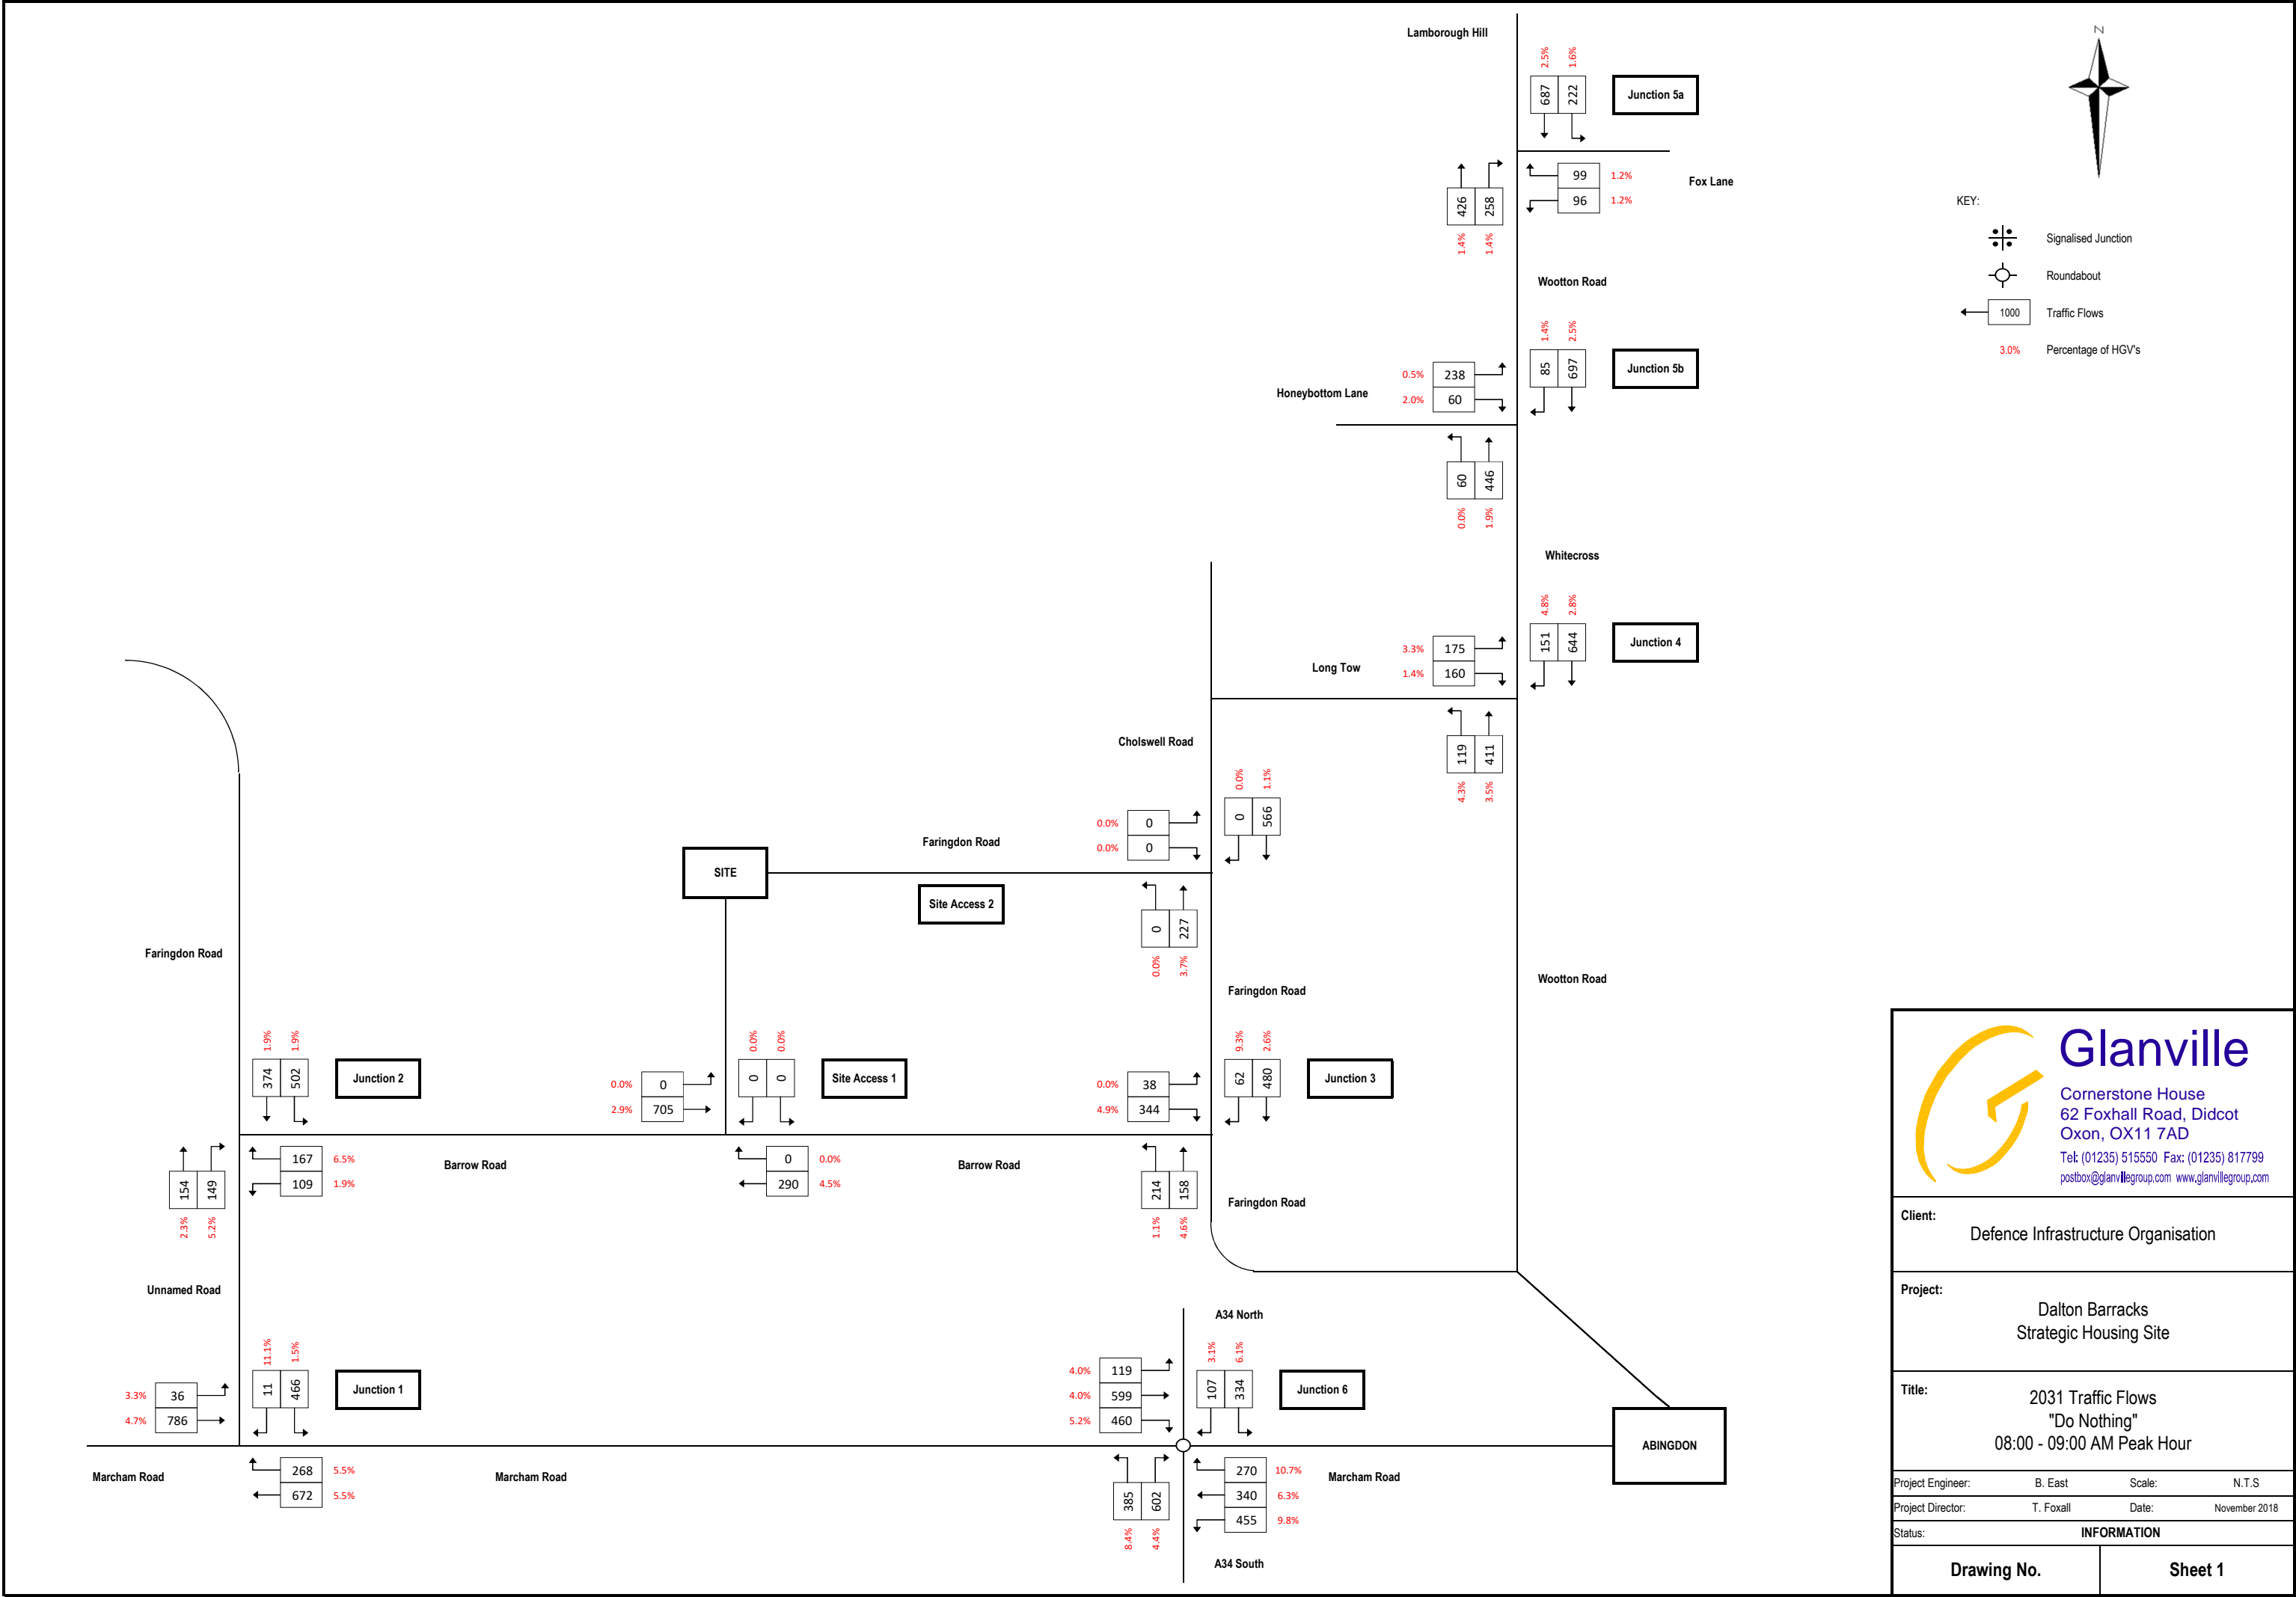 Lamborough Hill
2.5% 1.6%
687 222
Junction 5a
426 258
1.4% 1.4%
99 1.2%
96 1.2%
Fox Lane
Wootton Road
1.4% 2.5%
85 697
Junction 5b
0.5% 238
2.0% 60
Honeybottom Lane
60 446
0.0% 1.9%
Whitecross
4.8% 2.8%
151 644
Junction 4
3.3% 175
1.4% 160
Long Tow
119 411
4.3% 3.5%
Cholswell Road
0.0% 1.1%
0 566
0.0% 0
0.0% 0
Faringdon Road
SITE
Site Access 2
0 227
0.0% 3.7%
Faringdon Road
Faringdon Road
Wootton Road
1.9% 1.9%
374 502
Junction 2
154 149
2.3% 5.2%
167 6.5%
109 1.9%
Barrow Road
0.0% 0.0%
0 0
Site Access 1
0.0% 0
2.9% 705
0 0.0%
290 4.5%
Barrow Road
9.3% 2.6%
62 480
Junction 3
0.0% 38
4.9% 344
214 158
1.1% 4.6%
Faringdon Road
Unnamed Road
11.1% 1.5%
11 466
Junction 1
3.3% 36
4.7% 786
Marcham Road
268 5.5%
672 5.5%
Marcham Road
A34 North
3.1% 6.1%
107 334
Junction 6
4.0% 119
4.0% 599
5.2% 460
385 602
8.4% 4.4%
270 10.7%
340 6.3%
455 9.8%
Marcham Road
A34 South
ABINGDON
N
KEY:
Signalised Junction
Roundabout
1000 Traffic Flows
3.0% Percentage of HGV's
Glanville
Cornerstone House
62 Foxhall Road, Didcot
Oxon, OX11 7AD
Tel: (01235) 515550 Fax: (01235) 817799
postbox@glanvillegroup.com www.glanvillegroup.com
Client:
Defence Infrastructure Organisation
Project:
Dalton Barracks
Strategic Housing Site
Title:
2031 Traffic Flows
"Do Nothing"
08:00 - 09:00 AM Peak Hour
Project Engineer: B. East Scale: N.T.S
Project Director: T. Foxall Date: November 2018
Status: INFORMATION
Drawing No. Sheet 1